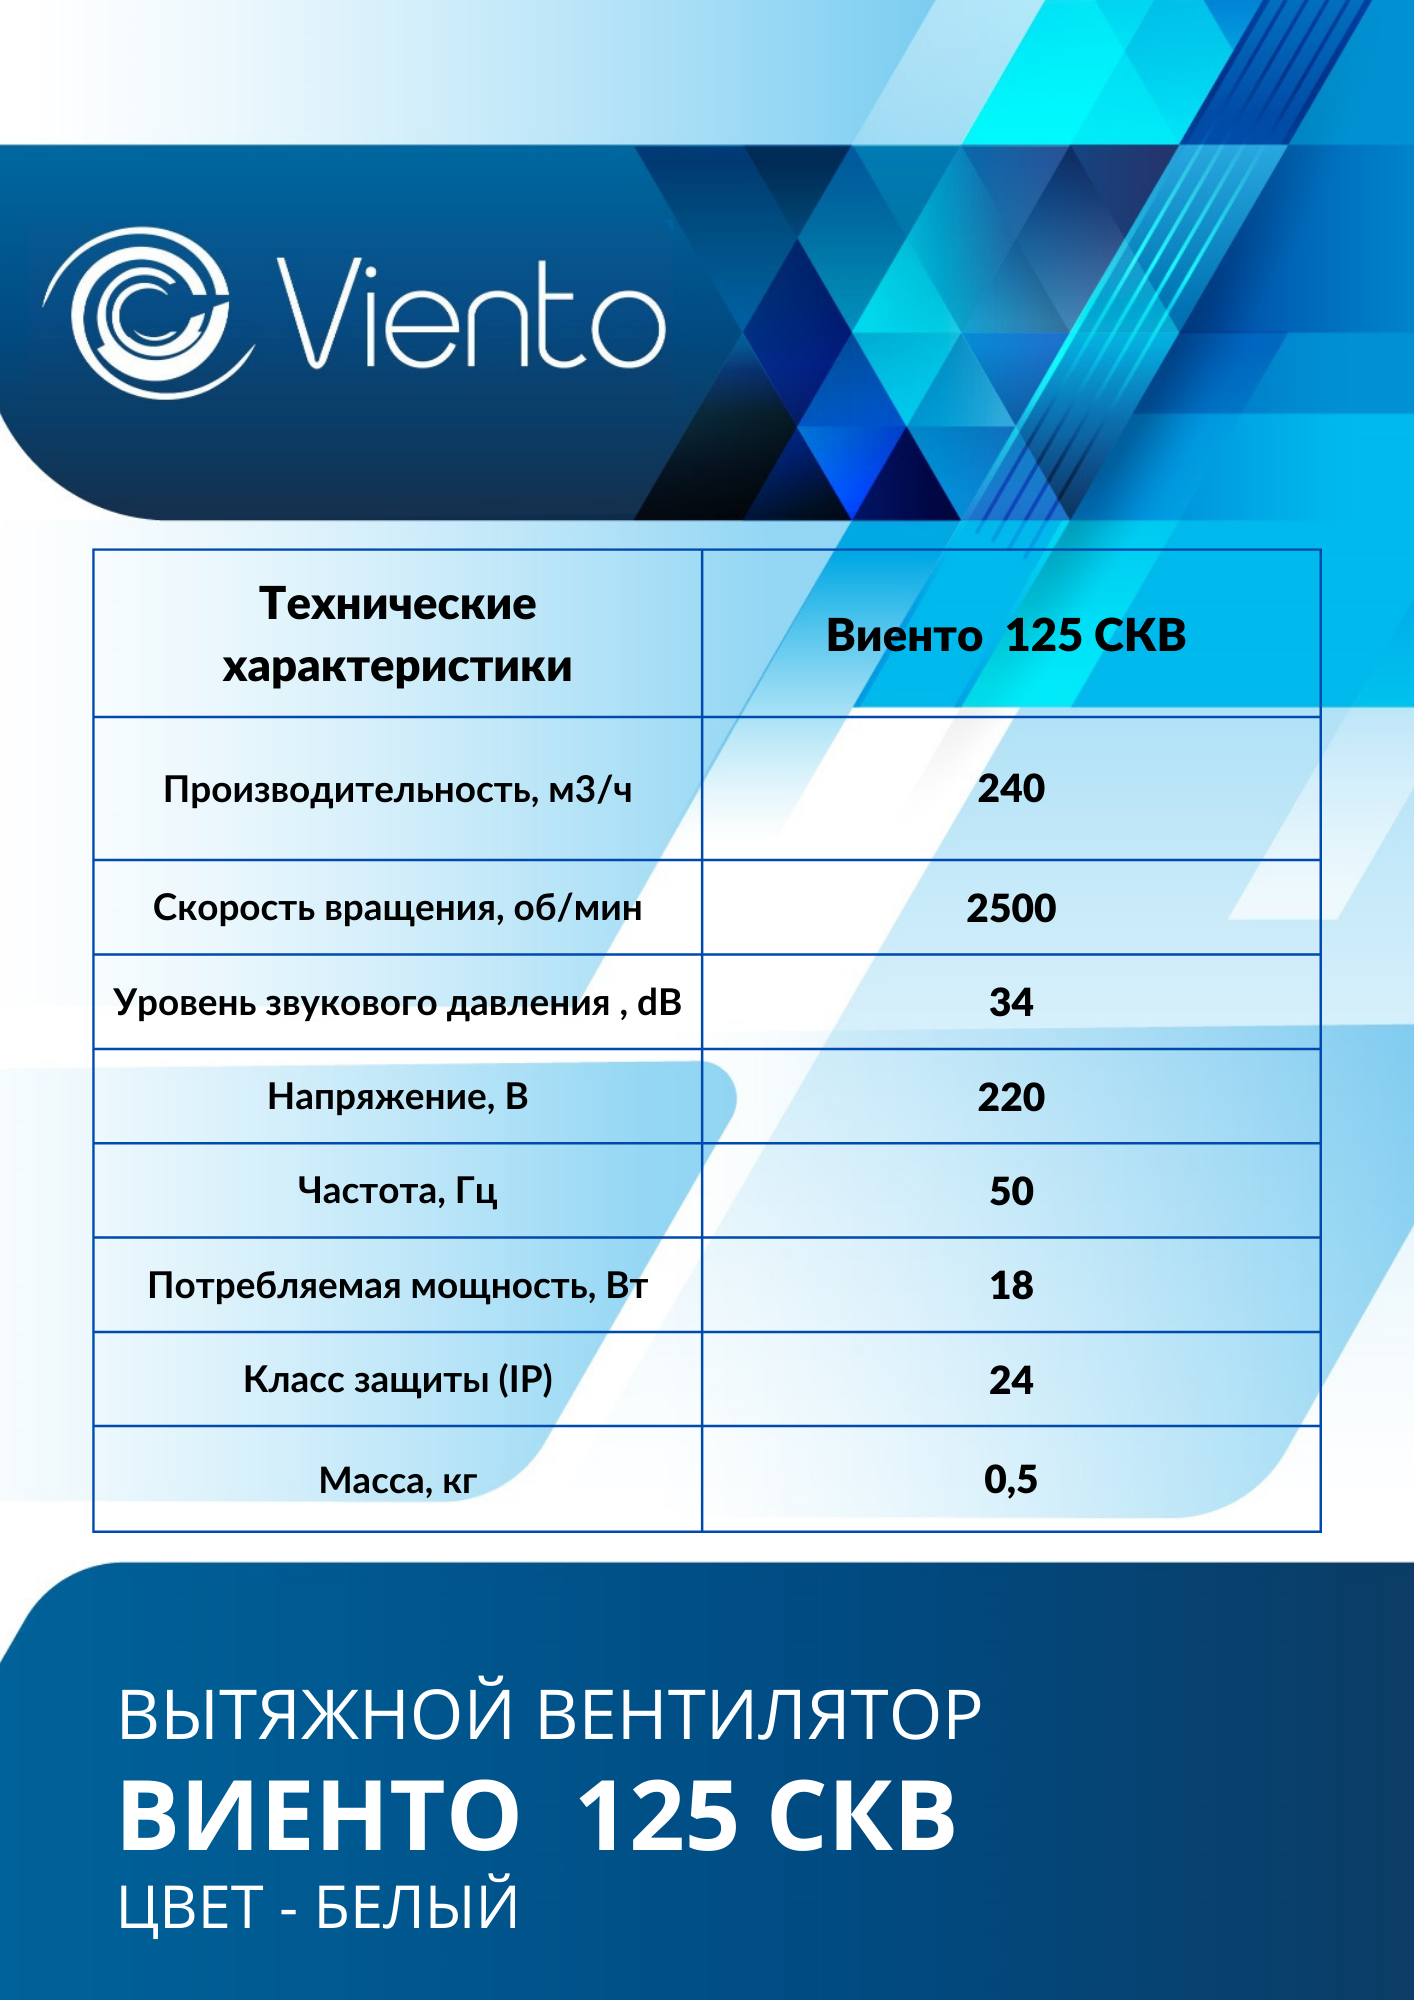 Viento
Технические
характеристики
Виенто 125 СКВ
Производительность, м3/ч
240
Скорость вращения, об/мин
2500
Уровень звукового давления , dB
34
Напряжение, В
220
Частота, Гц
50
Потребляемая мощность, Вт
18
Класс защиты (IP)
24
Масса, кг
0,5
ВЫТЯЖНОЙ ВЕНТИЛЯТОР
ВИЕНТО 125 СКВ
ЦВЕТ - БЕЛЫЙ